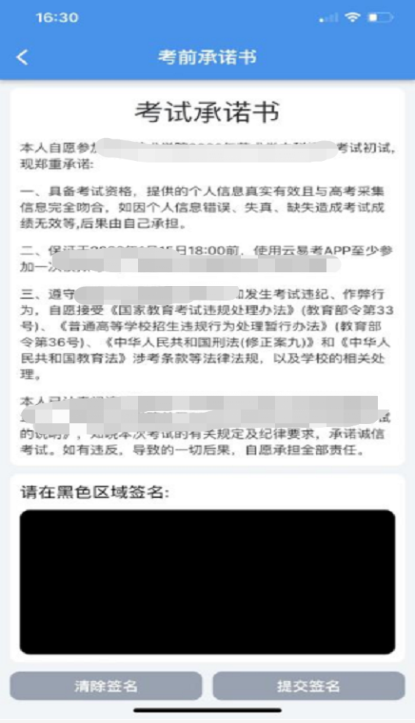 16:30
考前承诺书
考试承诺书
本人自愿参 考试初试,
现郑重承诺:
一、具备考试资格，提供的个人信息真实有效且与高考采集
信息完全吻合。如因个人信息错误、失真、缺失造成考试成
绩无效等,后果由自己承担。
二、 18:00前，使用云易考APP至少参
加一次
三、遵守 发生考试违纪、作弊行
为，自愿接受《国家教育考试违规处理办法》(教育部令第33
号)、《普通高等学校招生违规行为处理暂行办法》(教育部
令第36号)、《中华人民共和国刑法(修正案九)》和《中华人
民共和国教育法》涉考条款等法律法规，以及学校的相关处
理。
本人
的说明》，知晓本次考试的有关规定及纪律要求，承诺诚信
考试。如有违反，导致的一切后果，自愿承担全部责任。
请在黑色区域签名:
清除签名
提交签名